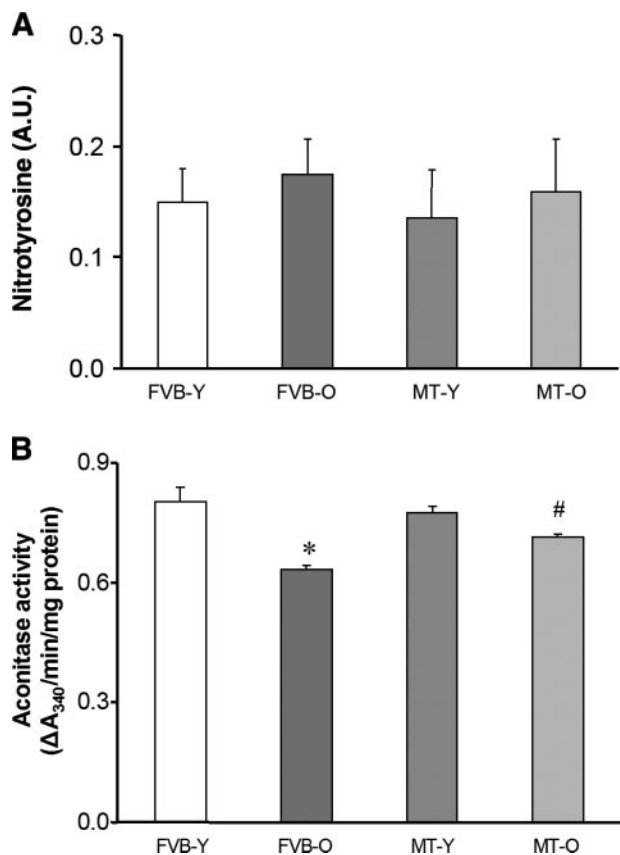 A
Nitrotyrosine (A.U.)
0.3
0.2
0.1
0.0
FVB-Y FVB-O MT-Y MT-O
B
Aconitase activity
(ΔA340/min/mg protein)
0.9
0.6
0.3
0.0
*
#
FVB-Y FVB-O MT-Y MT-O